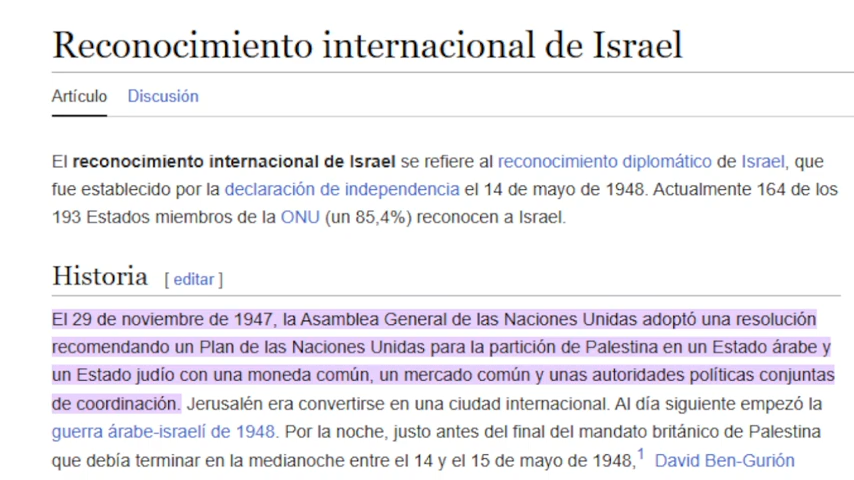 Reconocimiento internacional de Israel
Artículo Discusión
El reconocimiento internacional de Israel se refiere al reconocimiento diplomático de Israel, que
fue establecido por la declaración de independencia el 14 de mayo de 1948. Actualmente 164 de los
193 Estados miembros de la ONU (un 85,4%) reconocen a Israel.
Historia [ editar ]
El 29 de noviembre de 1947, la Asamblea General de las Naciones Unidas adoptó una resolución
recomendando un Plan de las Naciones Unidas para la partición de Palestina en un Estado árabe y
un Estado judío con una moneda común, un mercado común y unas autoridades políticas conjuntas
de coordinación. Jerusalén era convertirse en una ciudad internacional. Al día siguiente empezó la
guerra árabe-israelí de 1948. Por la noche, justo antes del final del mandato británico de Palestina
que debía terminar en la medianoche entre el 14 y el 15 de mayo de 1948,1 David Ben-Gurión